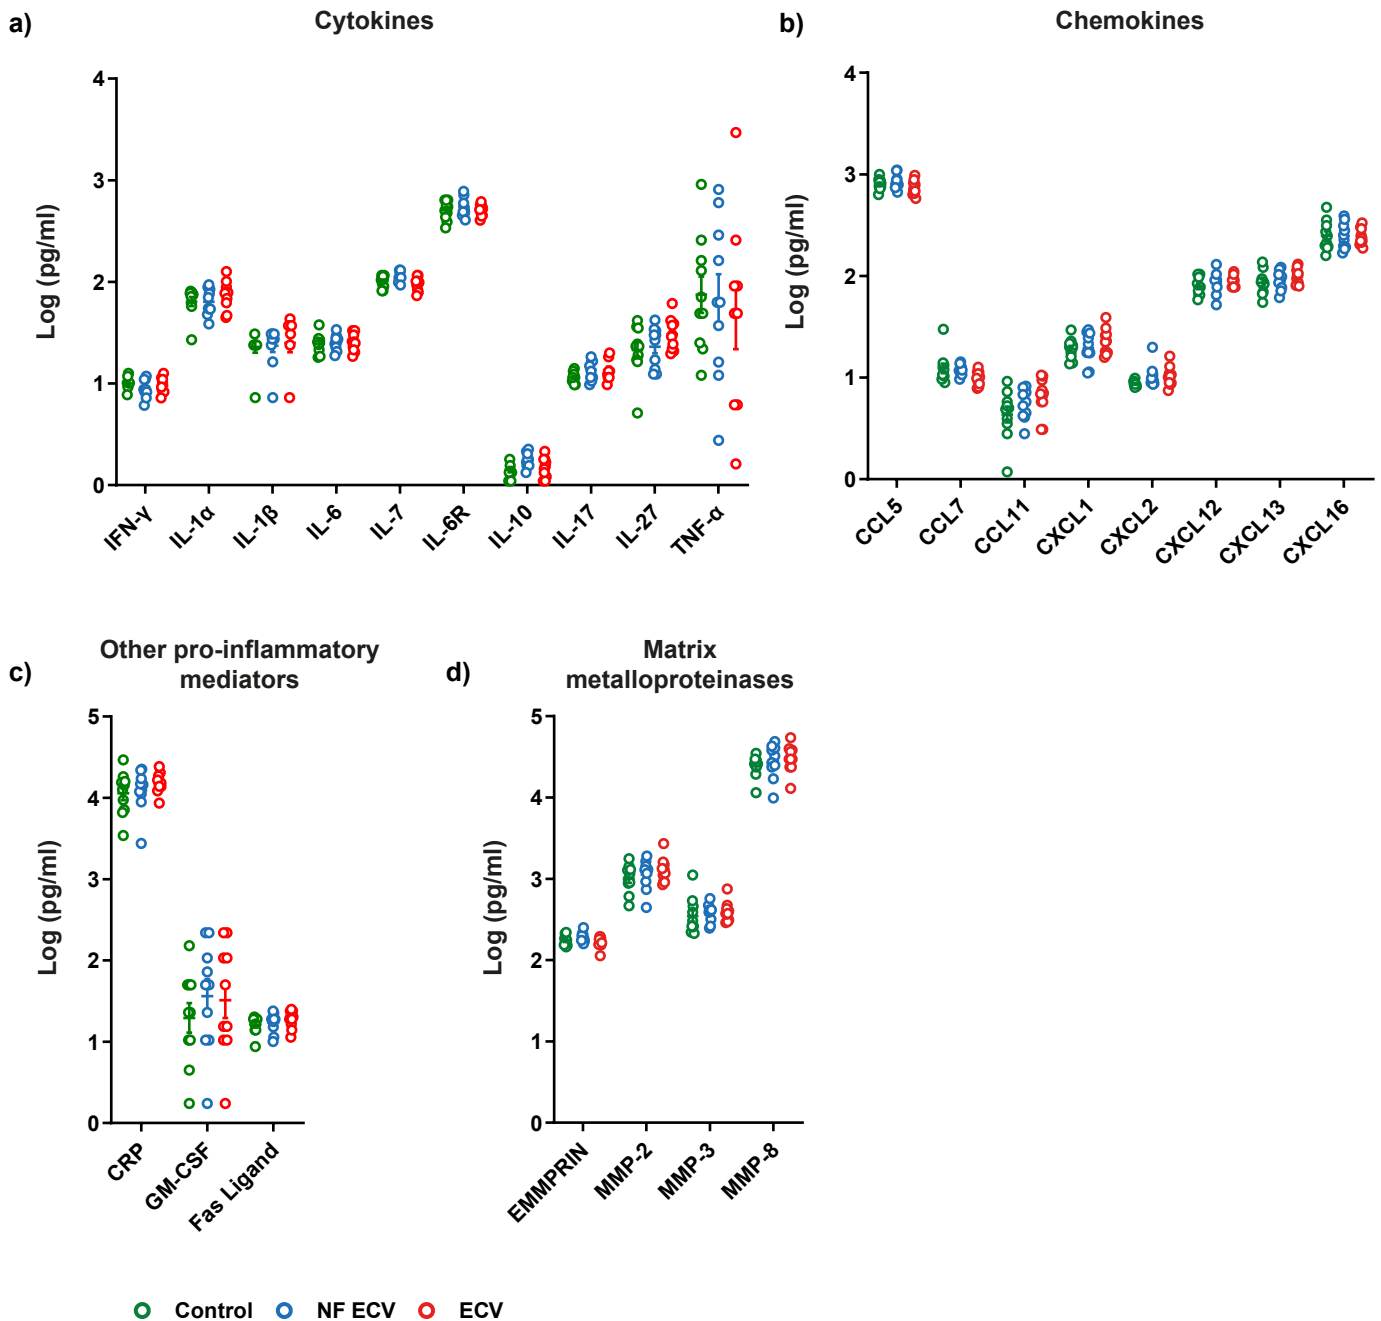 a)
Cytokines
Log (pg/ml)
4
3
2
1
0
IFN-γ
IL-1α
IL-1β
IL-6
IL-7
IL-6R
IL-10
IL-17
IL-27
TNF-α
b)
Chemokines
Log (pg/ml)
4
3
2
1
0
CCL5
CCL7
CCL11
CXCL1
CXCL2
CXCL12
CXCL13
CXCL16
c)
Other pro-inflammatory
mediators
Log (pg/ml)
5
4
3
2
1
0
CRP
GM-CSF
Fas Ligand
d)
Matrix
metalloproteinases
Log (pg/ml)
5
4
3
2
1
0
EMMPRIN
MMP-2
MMP-3
MMP-8
Control NF ECV ECV